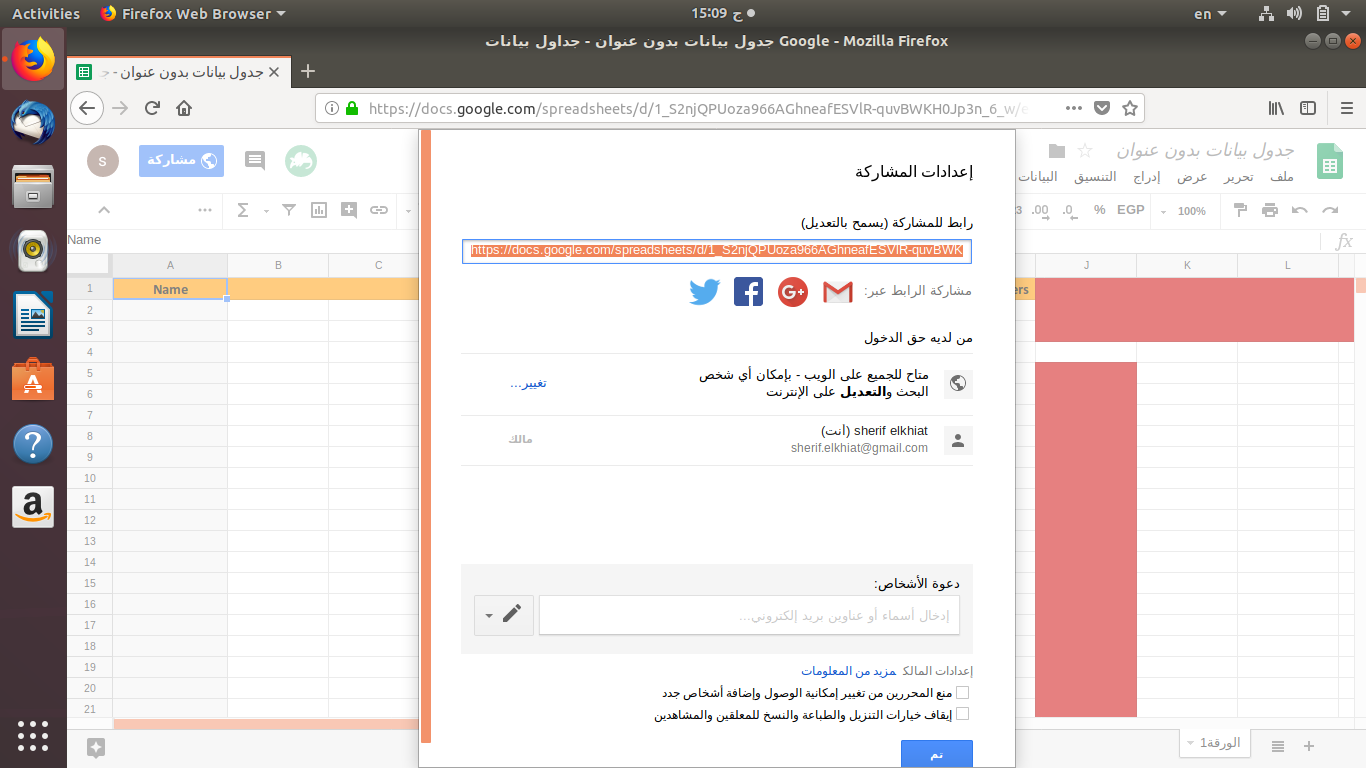 Activities
Firefox Web Browser
ج 15:09
en
جدول بيانات بدون عنوان - جداول بيانات Google - Mozilla Firefox
جدول بيانات بدون عنوان - جد
https://docs.google.com/spreadsheets/d/1_S2njQPUoza966AGhneafESVlR-quvBWKH0Jp3n_6_w/e
جدول بيانات بدون عنوان
مشاركة
S
ملف تحرير عرض إدراج التنسيق البيانات
100%
EGP
%
.0
.00
Name
fx
A B C J K L
Name
ers
1
2
3
4
5
6
7
8
9
10
11
12
13
14
15
16
17
18
19
20
21
إعدادات المشاركة
رابط للمشاركة (يسمح بالتعديل)
https://docs.google.com/spreadsheets/d/1_S2njQPUoza966AGhneafESVlR-quvBWK
مشاركة الرابط عبر:
من لديه حق الدخول
متاح للجميع على الويب - بإمكان أي شخص
البحث والتعديل على الإنترنت
تغيير...
sherif elkhiat (أنت)
sherif.elkhiat@gmail.com
مالك
دعوة الأشخاص:
إدخال أسماء أو عناوين بريد إلكتروني...
إعدادات المالك مزيد من المعلومات
منع المحررين من تغيير إمكانية الوصول وإضافة أشخاص جدد
إيقاف خيارات التنزيل والطباعة والنسخ للمعلقين والمشاهدين
تم
الورقة1